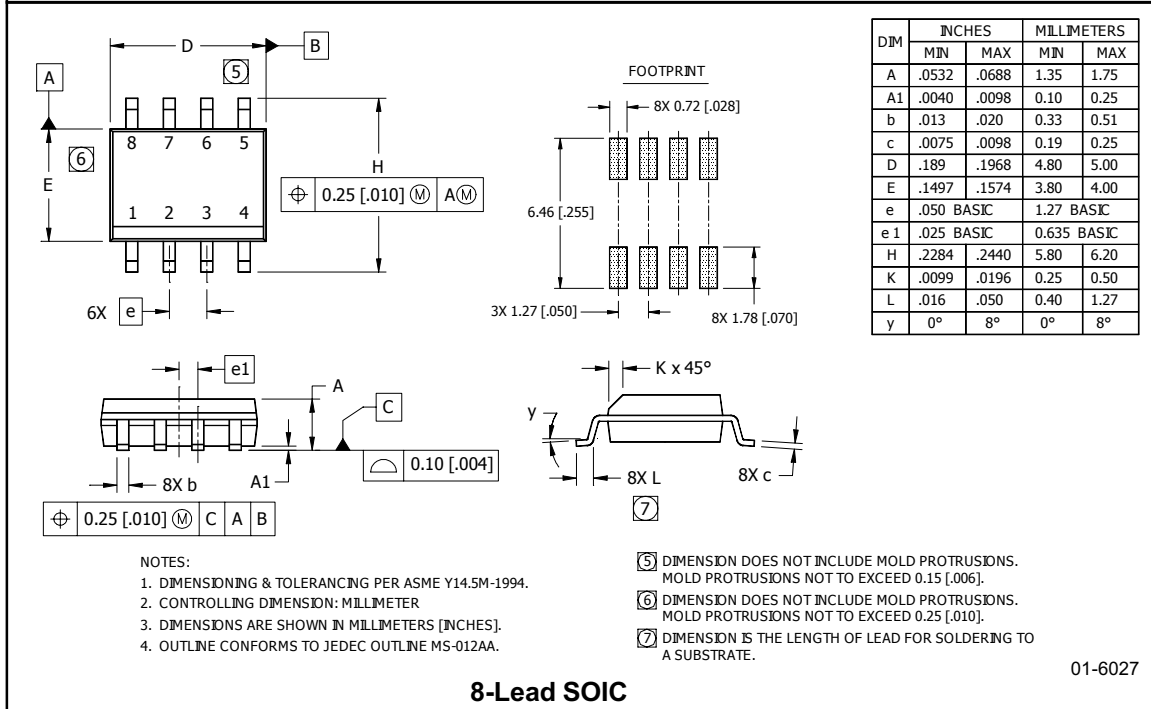 D
B
5
A
8 7 6 5
6
E
H
0.25 [.010] Ⓜ A Ⓜ
1 2 3 4
6X e
FOOTPRINT
8X 0.72 [.028]
6.46 [.255]
3X 1.27 [.050]
8X 1.78 [.070]
DIM INCHES MILLIMETERS
MIN MAX MIN MAX
A .0532 .0688 1.35 1.75
A1 .0040 .0098 0.10 0.25
b .013 .020 0.33 0.51
c .0075 .0098 0.19 0.25
D .189 .1968 4.80 5.00
E .1497 .1574 3.80 4.00
e .050 BASIC 1.27 BASIC
e 1 .025 BASIC 0.635 BASIC
H .2284 .2440 5.80 6.20
K .0099 .0196 0.25 0.50
L .016 .050 0.40 1.27
y 0° 8° 0° 8°
e1
A
C
0.10 [.004]
8X b
A1
0.25 [.010] Ⓜ C A B
K x 45°
y
8X L
8X c
7
NOTES:
1. DIMENSIONING & TOLERANCING PER ASME Y14.5M-1994.
2. CONTROLLING DIMENSION: MILLIMETER
3. DIMENSIONS ARE SHOWN IN MILLIMETERS [INCHES].
4. OUTLINE CONFORMS TO JEDEC OUTLINE MS-012AA.
5 DIMENSION DOES NOT INCLUDE MOLD PROTRUSIONS.
MOLD PROTRUSIONS NOT TO EXCEED 0.15 [.006].
6 DIMENSION DOES NOT INCLUDE MOLD PROTRUSIONS.
MOLD PROTRUSIONS NOT TO EXCEED 0.25 [.010].
7 DIMENSION IS THE LENGTH OF LEAD FOR SOLDERING TO
A SUBSTRATE.
01-6027
8-Lead SOIC